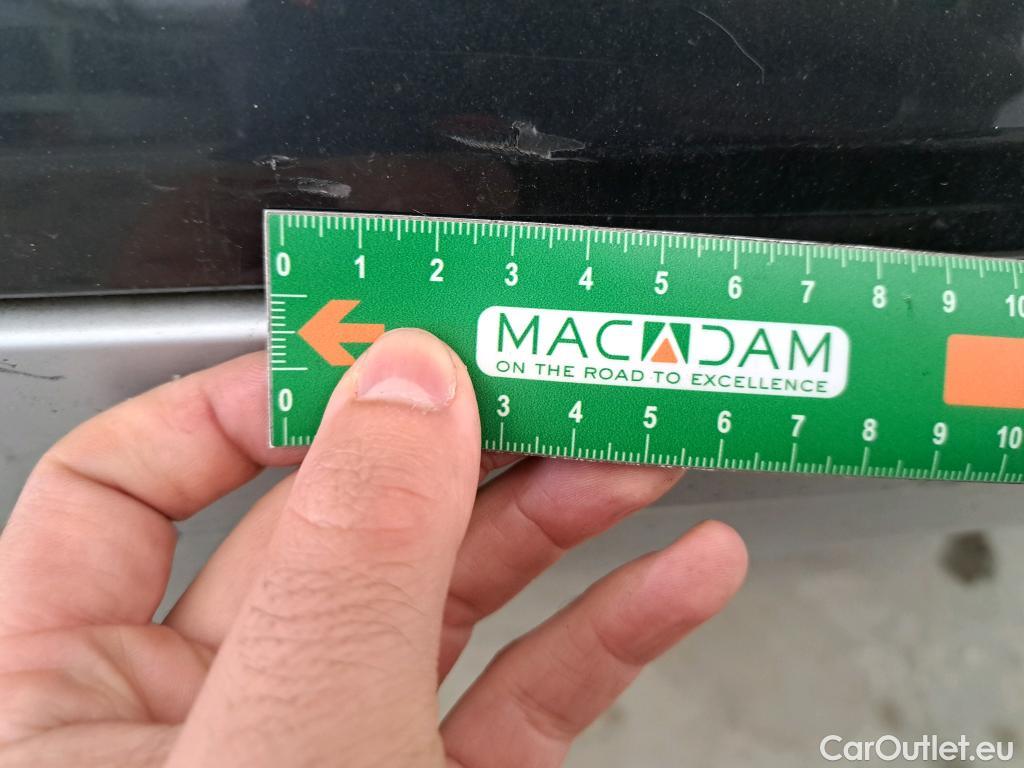 0 1 2 3 4 5 6 7 8 9 10
MACADAM
ON THE ROAD TO EXCELLENCE
0 3 4 5 6 7 8 9 10
CarOutlet.eu